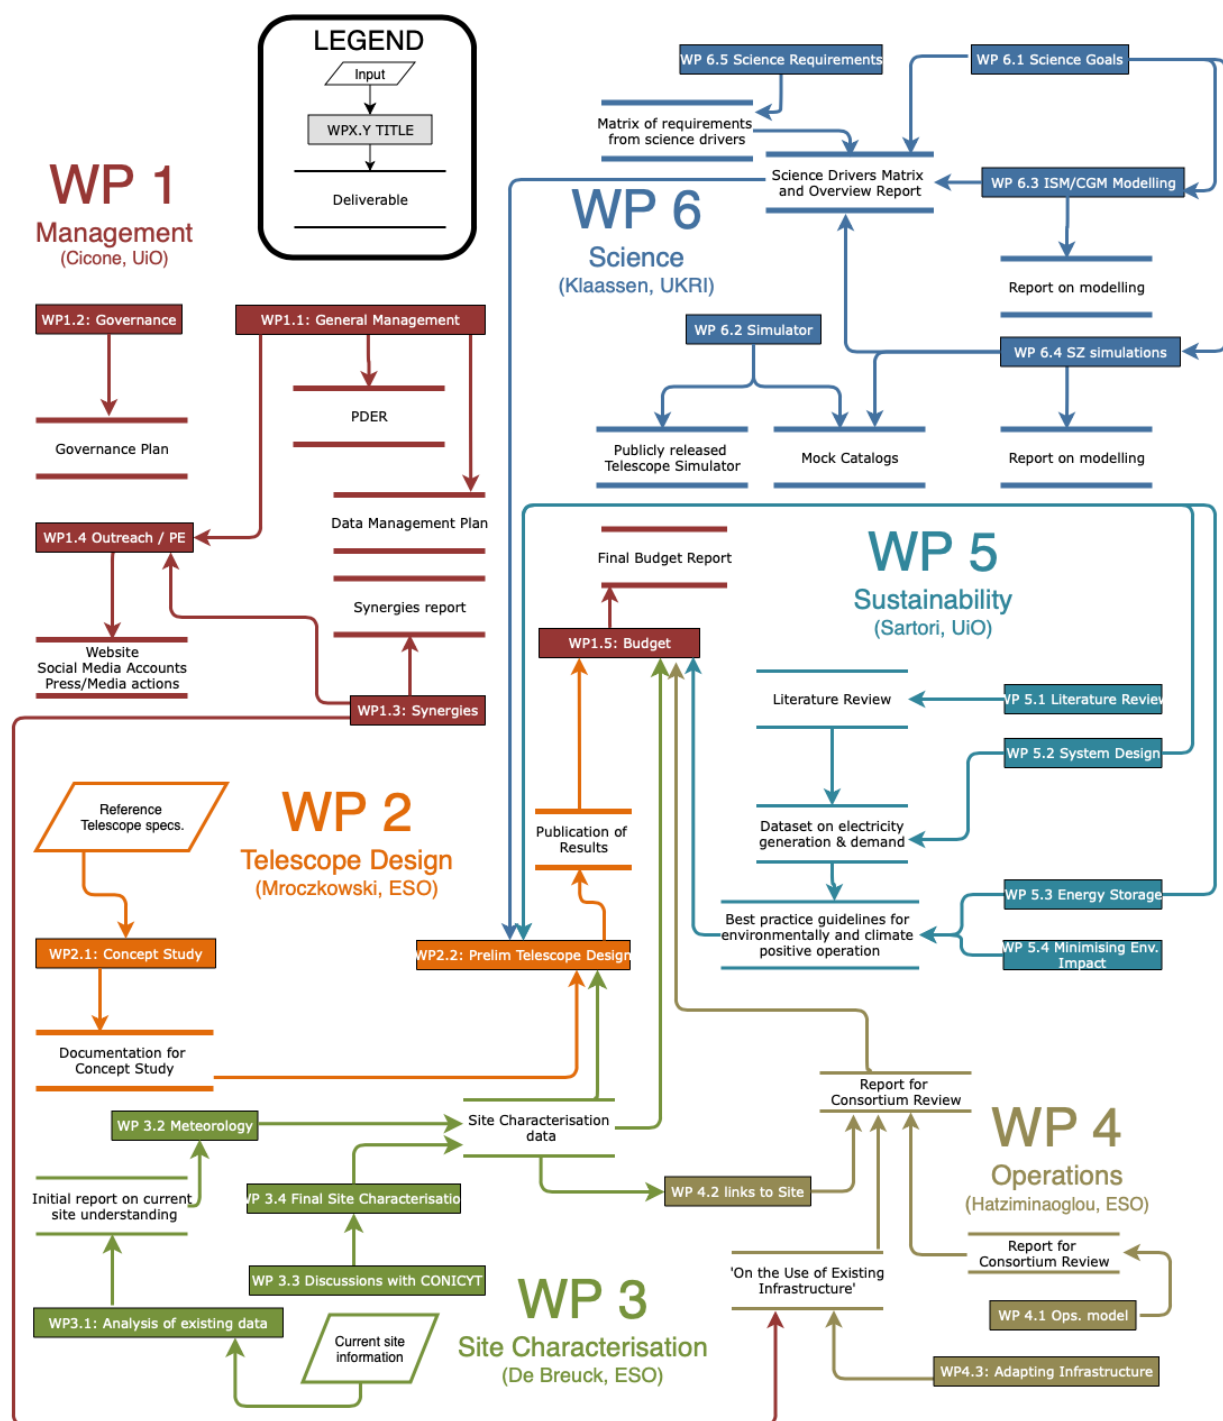 LEGEND
Input
WPX.Y TITLE
Deliverable
WP 1
Management
(Cicone, UiO)
WP1.2: Governance
WP1.1: General Management
PDER
Governance Plan
Data Management Plan
WP1.4 Outreach / PE
Synergies report
Website
Social Media Accounts
Press/Media actions
WP1.3: Synergies
Final Budget Report
WP1.5: Budget
WP 6.5 Science Requirements
WP 6.1 Science Goals
Matrix of requirements
from science drivers
Science Drivers Matrix
and Overview Report
WP 6.3 ISM/CGM Modelling
WP 6
Science
(Klaassen, UKRI)
Report on modelling
WP 6.2 Simulator
WP 6.4 SZ simulations
Publicly released
Telescope Simulator
Mock Catalogs
Report on modelling
WP 5
Sustainability
(Sartori, UiO)
Literature Review
WP 5.1 Literature Review
WP 5.2 System Design
Dataset on electricity
generation & demand
WP 5.3 Energy Storage
Best practice guidelines for
environmentally and climate
positive operation
WP 5.4 Minimising Env.
Impact
Reference
Telescope specs.
WP 2
Telescope Design
(Mroczkowski, ESO)
Publication of
Results
WP2.1: Concept Study
WP2.2: Prelim Telescope Design
Documentation for
Concept Study
WP 3.2 Meteorology
Site Characterisation
data
Initial report on current
site understanding
WP 3.4 Final Site Characterisation
WP 3.3 Discussions with CONICYT
WP3.1: Analysis of existing data
Current site
information
WP 3
Site Characterisation
(De Breuck, ESO)
Report for
Consortium Review
WP 4
Operations
(Hatziminaoglou, ESO)
WP 4.2 links to Site
Report for
Consortium Review
'On the Use of Existing
Infrastructure'
WP 4.1 Ops. model
WP4.3: Adapting Infrastructure